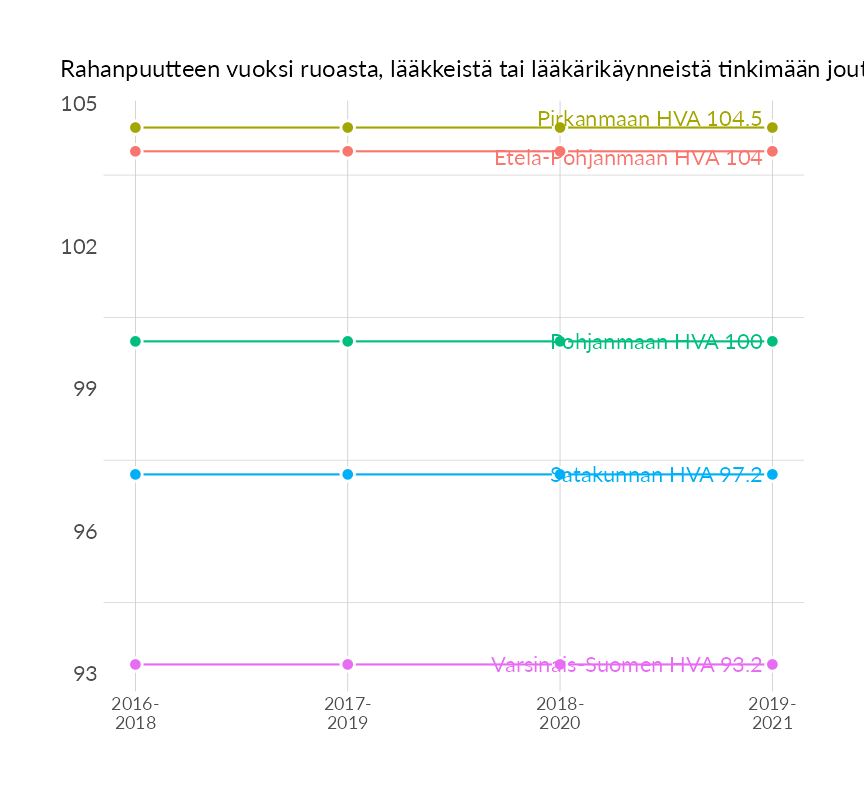 Rahanpuutteen vuoksi ruoasta, lääkkeistä tai lääkärikäynneistä tinkimään
105
Pirkanmaan HVA 104.5
Etelä-Pohjanmaan HVA 104
102
Pohjanmaan HVA 100
99
Satakunnan HVA 97.2
96
Varsinais-Suomen HVA 93.2
93
2016-
2018
2017-
2019
2018-
2020
2019-
2021